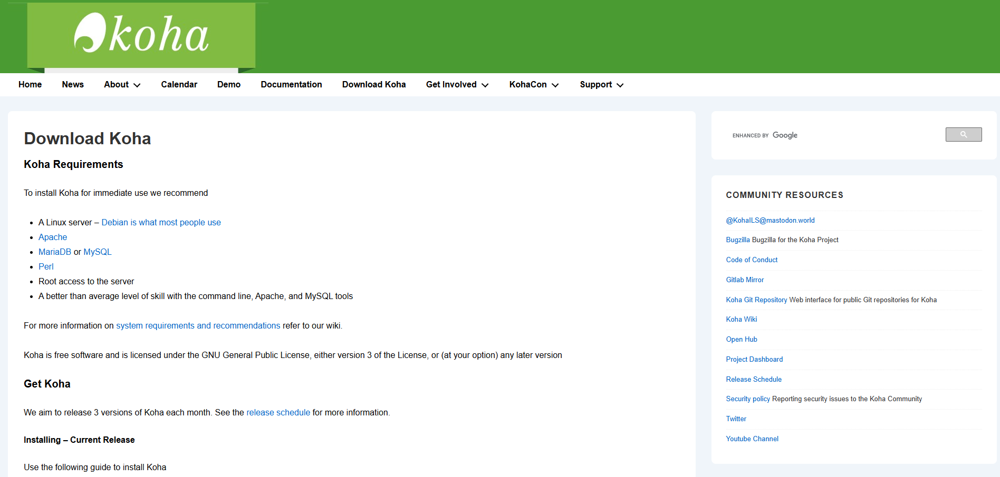 koha
Home News About Calendar Demo Documentation Download Koha Get Involved KohaCon Support
Download Koha
Koha Requirements
To install Koha for immediate use we recommend
A Linux server – Debian is what most people use
Apache
MariaDB or MySQL
Perl
Root access to the server
A better than average level of skill with the command line, Apache, and MySQL tools
For more information on system requirements and recommendations refer to our wiki.
Koha is free software and is licensed under the GNU General Public License, either version 3 of the License, or (at your option) any later version
Get Koha
We aim to release 3 versions of Koha each month. See the release schedule for more information.
Installing – Current Release
Use the following guide to install Koha
ENHANCED BY Google
COMMUNITY RESOURCES
@KohaILS@mastodon.world
Bugzilla Bugzilla for the Koha Project
Code of Conduct
Gitlab Mirror
Koha Git Repository Web interface for public Git repositories for Koha
Koha Wiki
Open Hub
Project Dashboard
Release Schedule
Security policy Reporting security issues to the Koha Community
Twitter
Youtube Channel